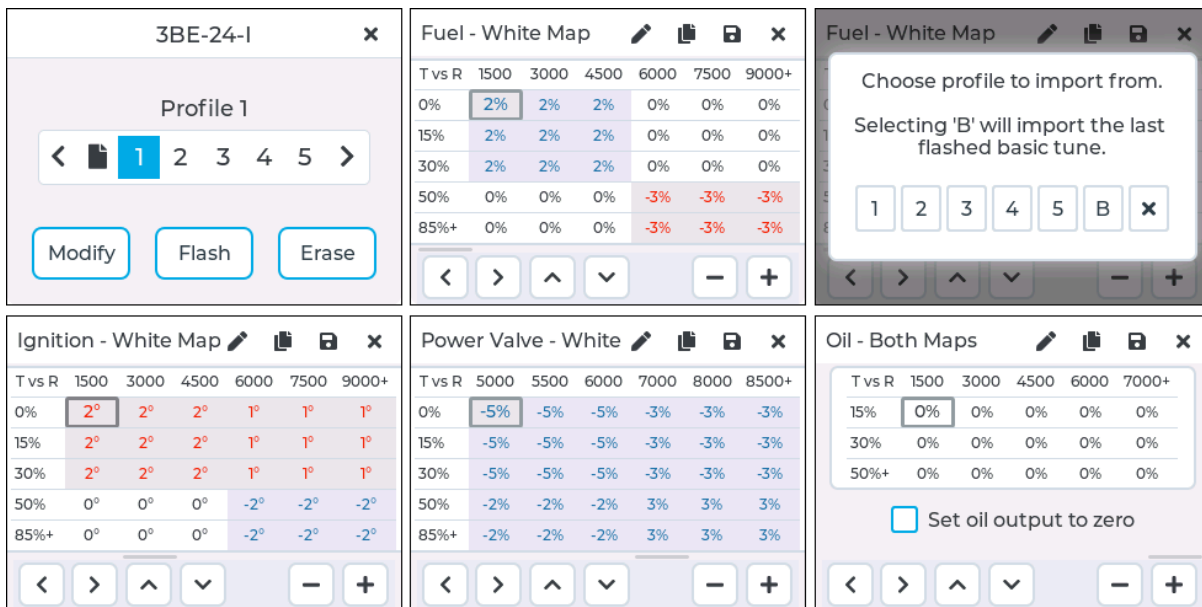 3BE-24-I
Profile 1
1 2 3 4 5
Modify Flash Erase
Fuel - White Map
T vs R 1500 3000 4500 6000 7500 9000+
0% 2% 2% 2% 0% 0% 0%
15% 2% 2% 2% 0% 0% 0%
30% 2% 2% 2% 0% 0% 0%
50% 0% 0% 0% -3% -3% -3%
85%+ 0% 0% 0% -3% -3% -3%
Fuel - White Map
Choose profile to import from.
Selecting 'B' will import the last
flashed basic tune.
1 2 3 4 5 B
Ignition - White Map
T vs R 1500 3000 4500 6000 7500 9000+
0% 2° 2° 2° 1° 1° 1°
15% 2° 2° 2° 1° 1° 1°
30% 2° 2° 2° 1° 1° 1°
50% 0° 0° 0° -2° -2° -2°
85%+ 0° 0° 0° -2° -2° -2°
Power Valve - White
T vs R 5000 5500 6000 7000 8000 8500+
0% -5% -5% -5% -3% -3% -3%
15% -5% -5% -5% -3% -3% -3%
30% -5% -5% -5% -3% -3% -3%
50% -2% -2% -2% 3% 3% 3%
85%+ -2% -2% -2% 3% 3% 3%
Oil - Both Maps
T vs R 1500 3000 4500 6000 7000+
15% 0% 0% 0% 0% 0%
30% 0% 0% 0% 0% 0%
50%+ 0% 0% 0% 0% 0%
Set oil output to zero